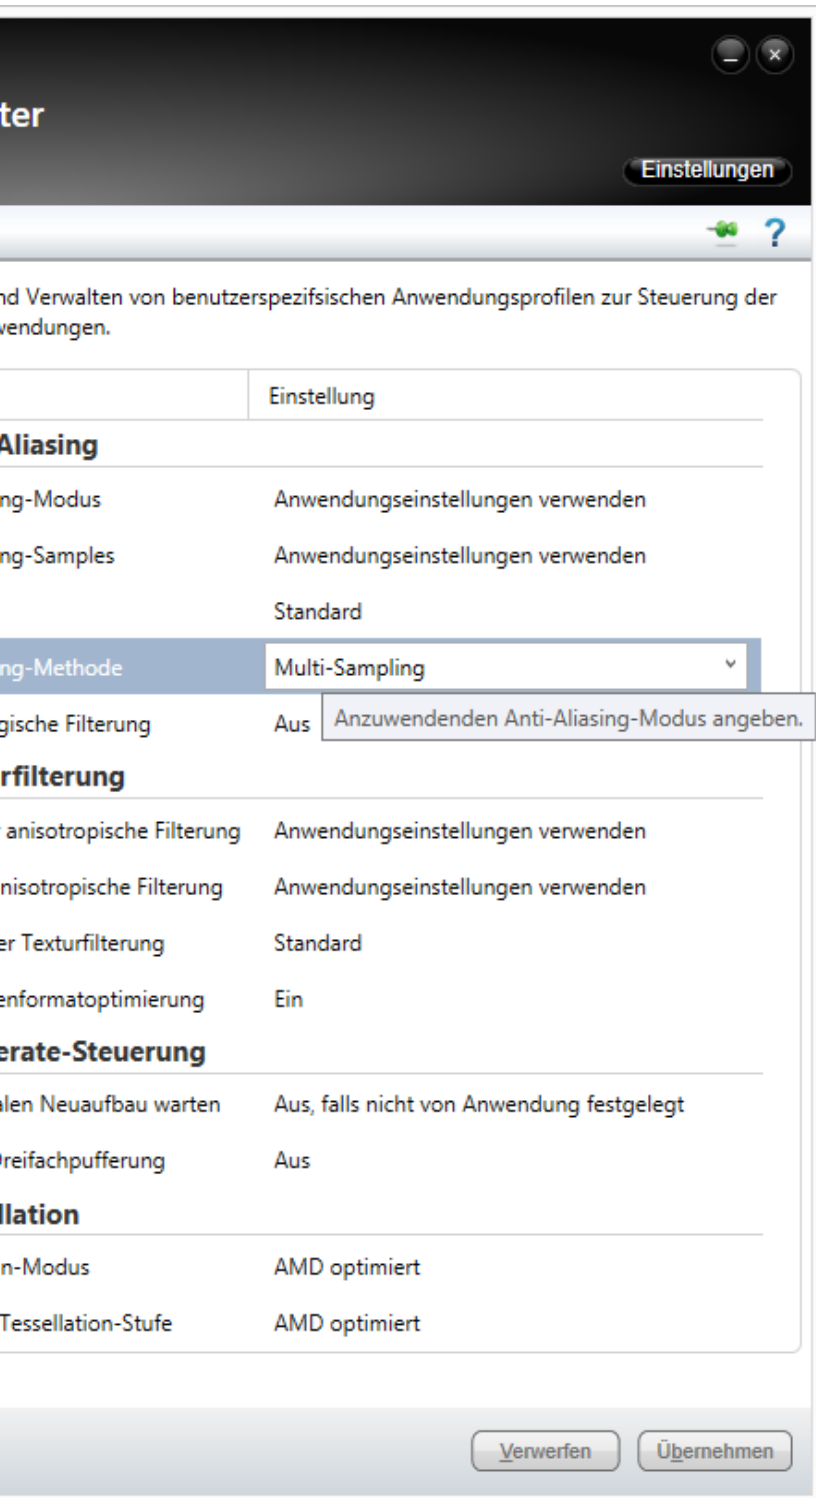 ter
Einstellungen
?
nd Verwalten von benutzerspezifsischen Anwendungsprofilen zur Steuerung der
wendungen.
Einstellung
Aliasing
ng-Modus Anwendungseinstellungen verwenden
ng-Samples Anwendungseinstellungen verwenden
Standard
ng-Methode Multi-Sampling
gische Filterung Aus
Anzuwendenden Anti-Aliasing-Modus angeben.
rfilterung
r anisotropische Filterung Anwendungseinstellungen verwenden
nisotropische Filterung Anwendungseinstellungen verwenden
er Texturfilterung Standard
enformatoptimierung Ein
erate-Steuerung
alen Neuaufbau warten Aus, falls nicht von Anwendung festgelegt
Dreifachpufferung Aus
llation
n-Modus AMD optimiert
Tessellation-Stufe AMD optimiert
Verwerfen Übernehmen